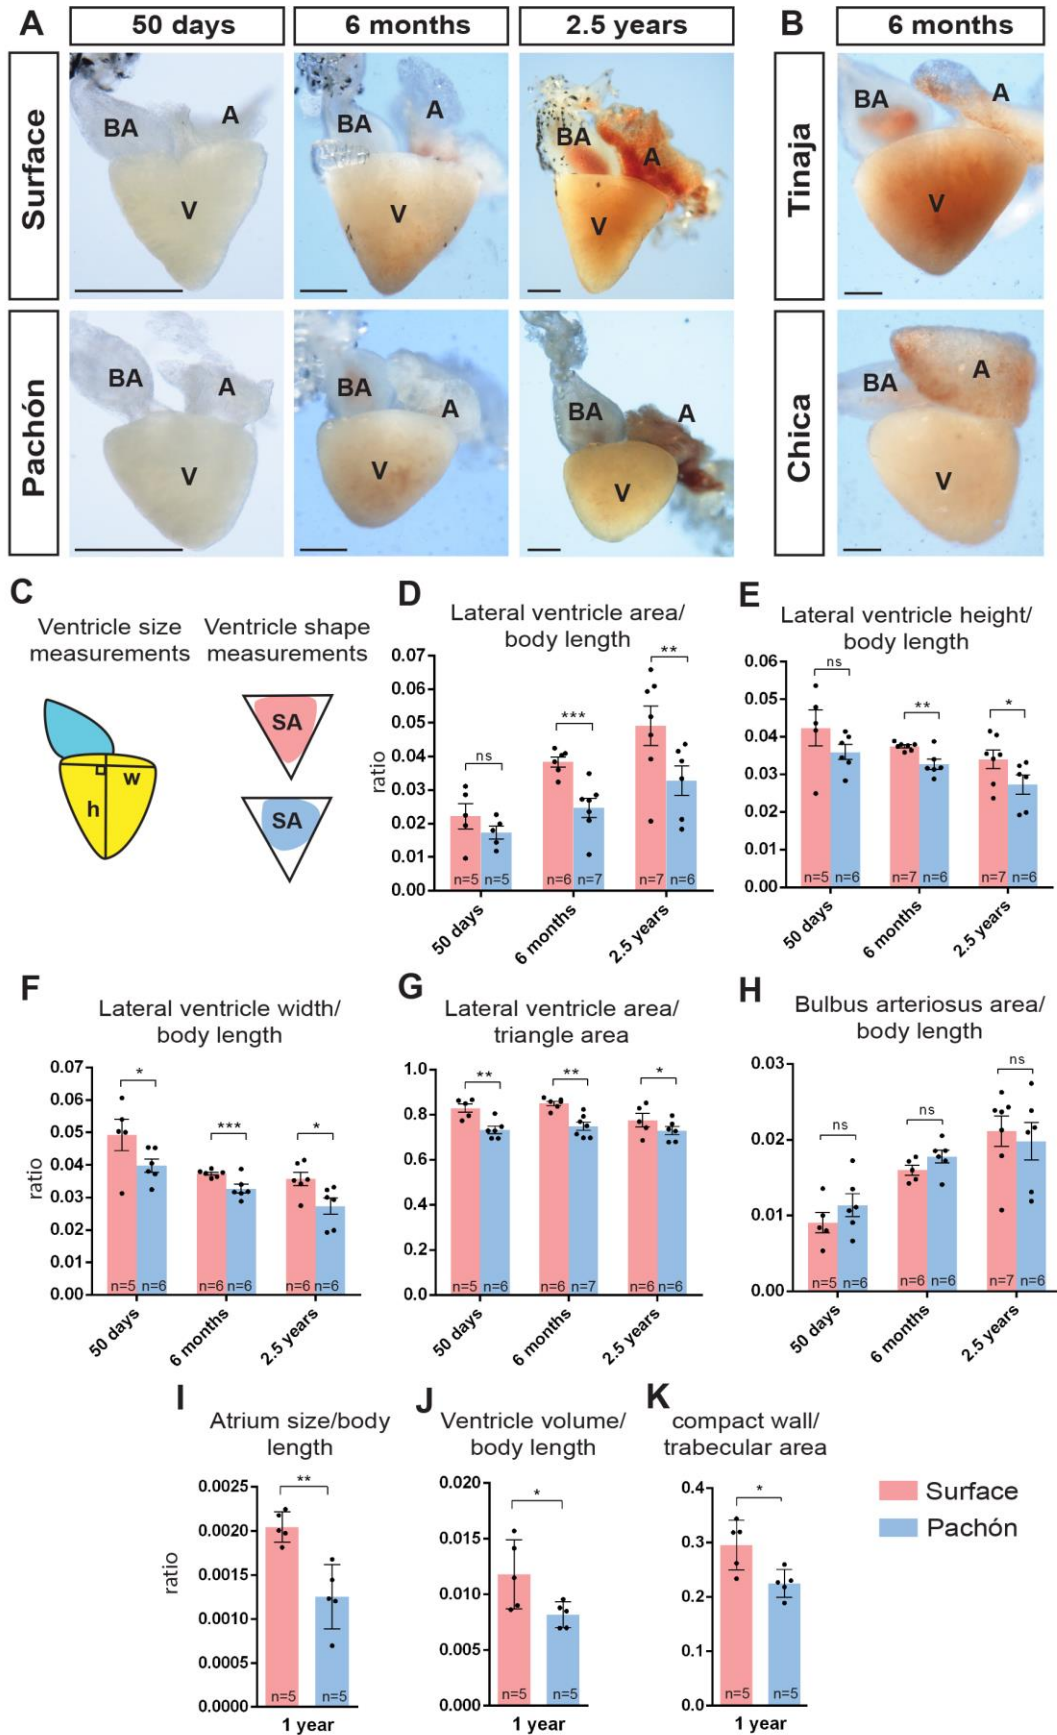 A
50 days
6 months
2.5 years
B
6 months
Surface
BA
A
V
BA
A
V
BA
A
V
Tinaja
BA
A
V
Pachón
BA
A
V
BA
A
V
BA
A
V
Chica
BA
A
V
C
Ventricle size
measurements
Ventricle shape
measurements
h
w
SA
SA
D
Lateral ventricle area/
body length
ratio
0.07
0.06
0.05
0.04
0.03
0.02
0.01
0.00
ns
***
**
n=5 n=5 n=6 n=7 n=7 n=6
50 days
6 months
2.5 years
E
Lateral ventricle height/
body length
0.06
0.05
0.04
0.03
0.02
0.01
0.00
ns
**
*
n=5 n=6 n=7 n=6 n=7 n=6
50 days
6 months
2.5 years
F
Lateral ventricle width/
body length
ratio
0.07
0.06
0.05
0.04
0.03
0.02
0.01
0.00
*
***
*
n=5 n=6 n=6 n=6 n=6 n=6
50 days
6 months
2.5 years
G
Lateral ventricle area/
triangle area
1.0
0.8
0.6
0.4
0.2
0.0
**
**
*
n=5 n=6 n=6 n=7 n=6 n=6
50 days
6 months
2.5 years
H
Bulbus arteriosus area/
body length
0.03
0.02
0.01
0.00
ns
ns
ns
n=5 n=6 n=6 n=6 n=7 n=6
50 days
6 months
2.5 years
I
Atrium size/body
length
ratio
0.0025
0.0020
0.0015
0.0010
0.0005
0.0000
**
n=5 n=5
1 year
J
Ventricle volume/
body length
0.020
0.015
0.010
0.005
0.000
*
n=5 n=5
1 year
K
compact wall/
trabecular area
0.4
0.3
0.2
0.1
0.0
*
n=5 n=5
1 year
Surface
Pachón